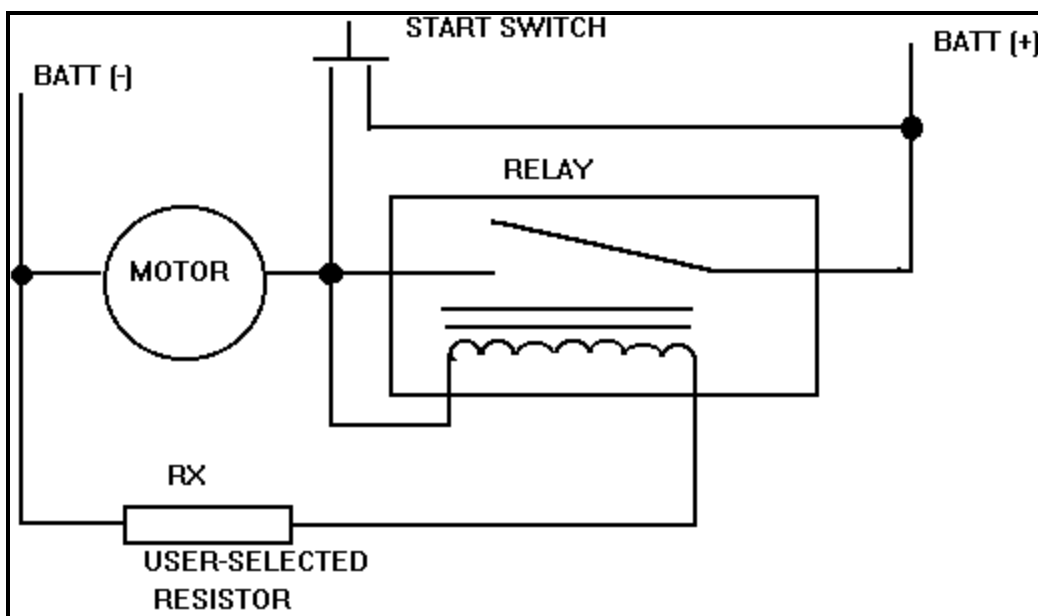 START SWITCH
BATT (+)
BATT (-)
RELAY
MOTOR
RX
USER-SELECTED
RESISTOR